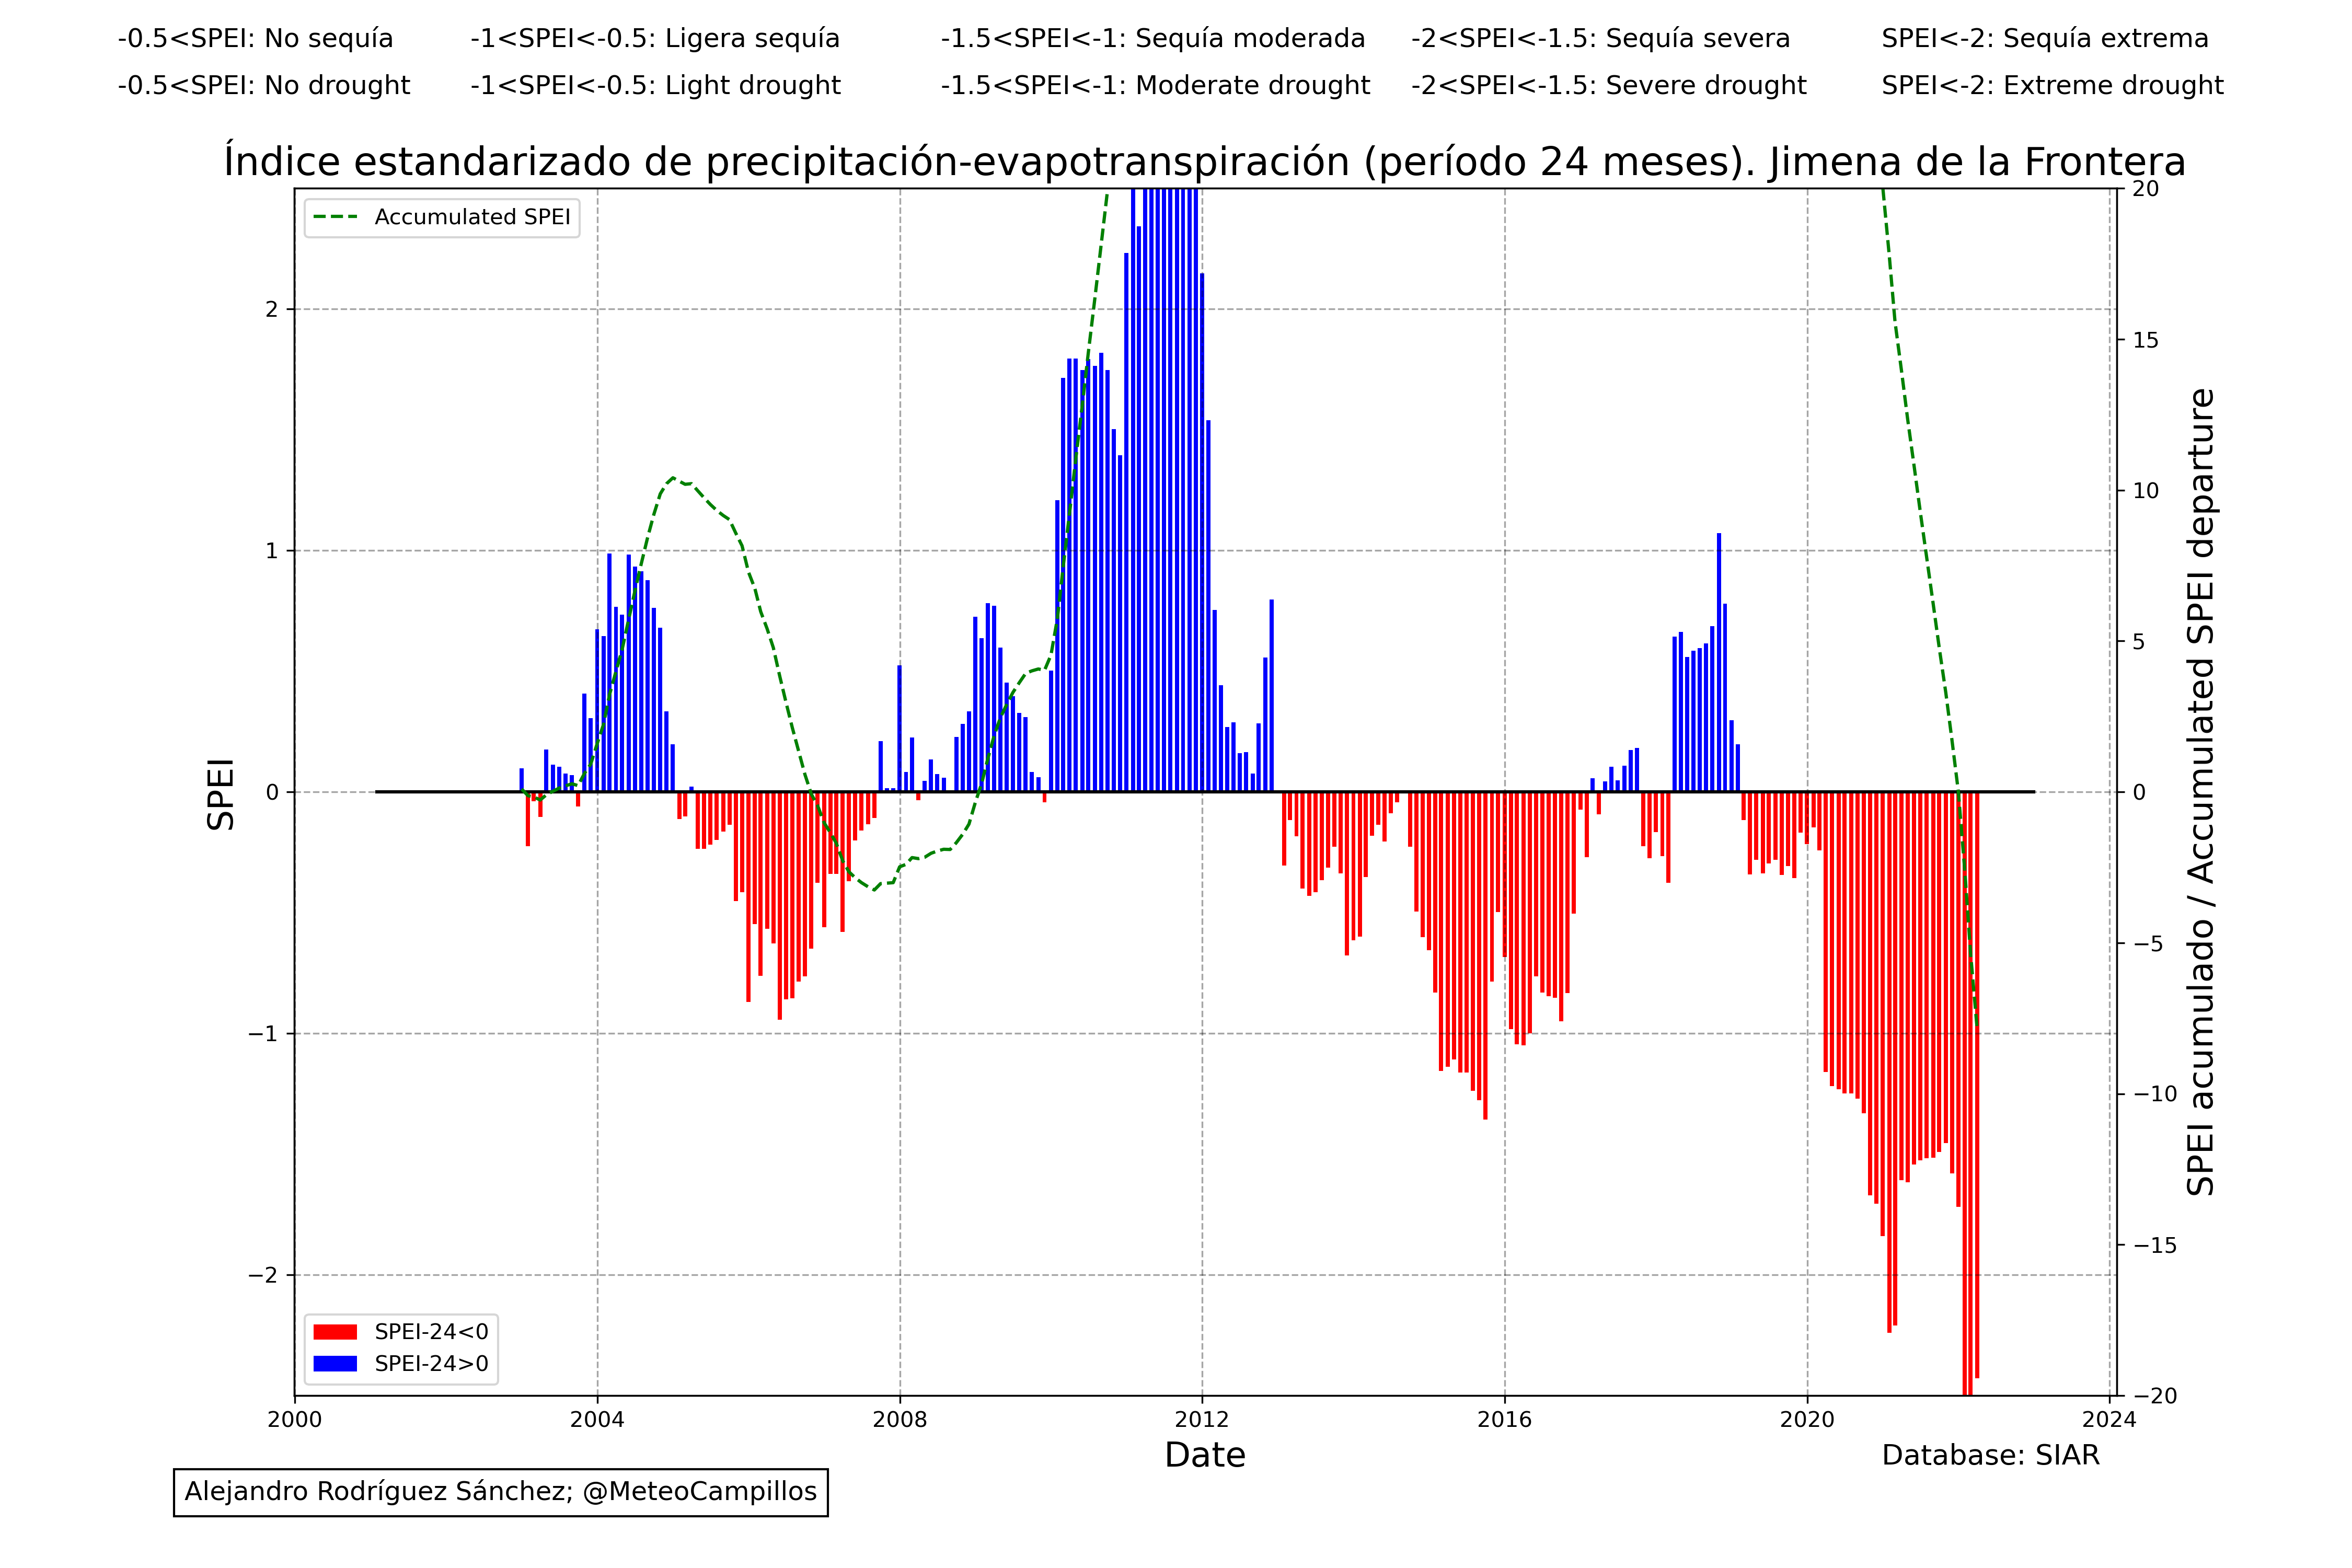 -0.5<SPEI: No sequía -1<SPEI<-0.5: Ligera sequía -1.5<SPEI<-1: Sequía moderada -2<SPEI<-1.5: Sequía severa SPEI<-2: Sequía extrema
-0.5<SPEI: No drought -1<SPEI<-0.5: Light drought -1.5<SPEI<-1: Moderate drought -2<SPEI<-1.5: Severe drought SPEI<-2: Extreme drought
Índice estandarizado de precipitación-evapotranspiración (período 24 meses). Jimena de la Frontera
Accumulated SPEI
2
1
0
−1
−2
SPEI
20
15
10
5
0
−5
−10
−15
−20
SPEI acumulado / Accumulated SPEI departure
SPEI-24<0
SPEI-24>0
2000 2004 2008 2012 2016 2020 2024
Date
Database: SIAR
Alejandro Rodríguez Sánchez; @MeteoCampillos